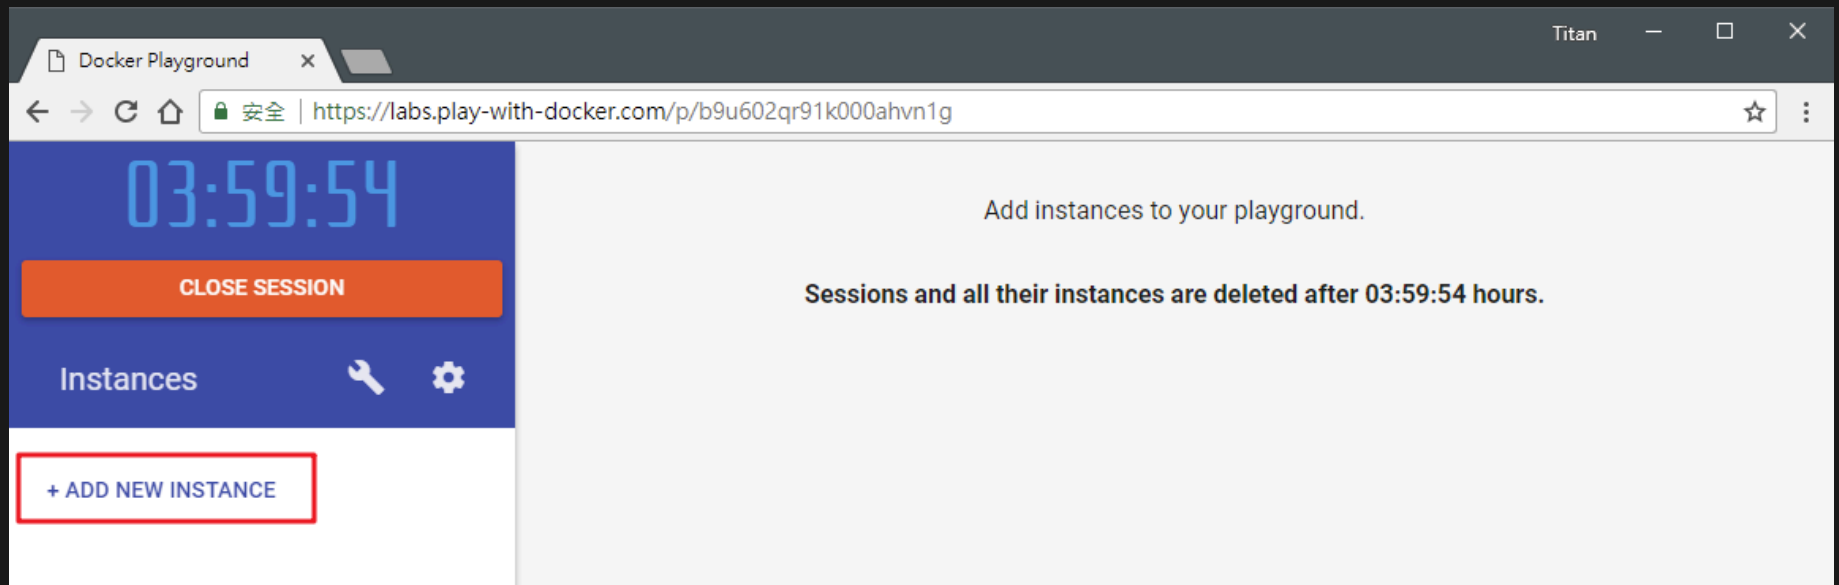 Titan
Docker Playground
安全 https://labs.play-with-docker.com/p/b9u602qr91k000ahvn1g
03:59:54
CLOSE SESSION
Instances
+ ADD NEW INSTANCE
Add instances to your playground.
Sessions and all their instances are deleted after 03:59:54 hours.